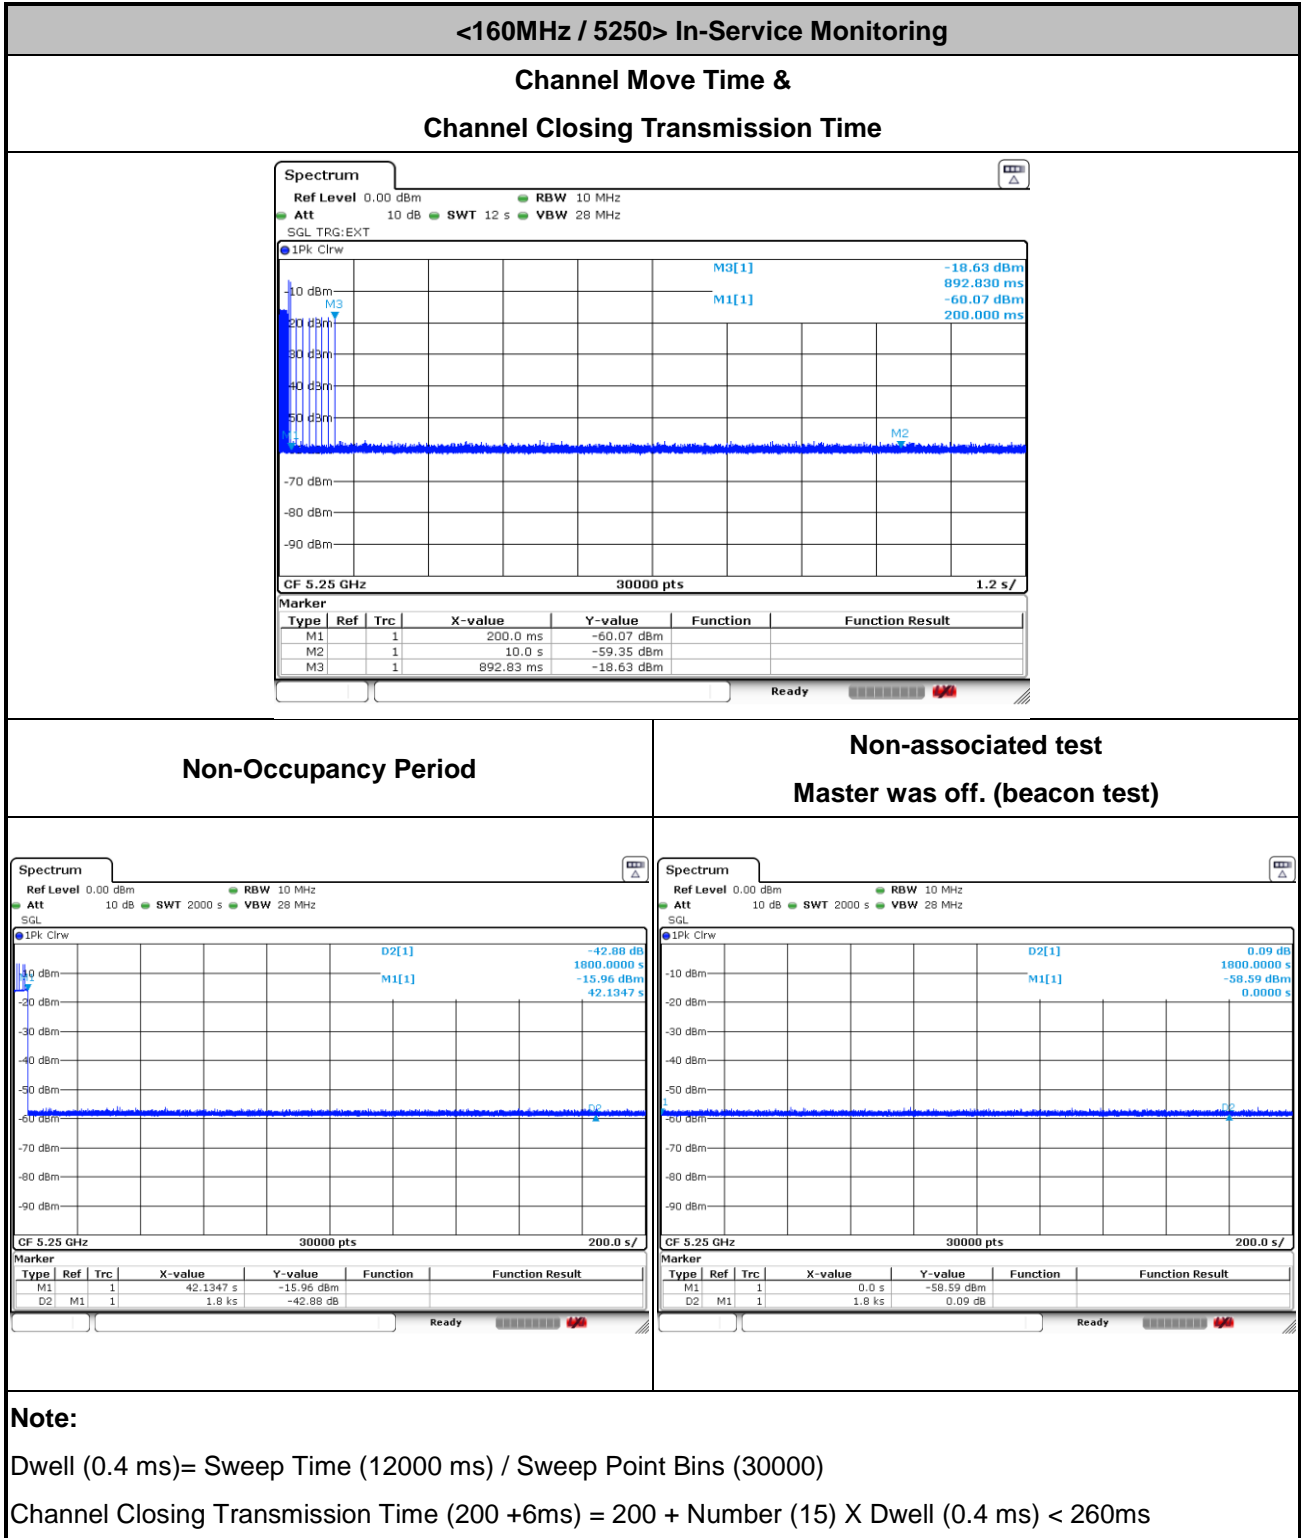 <160MHz / 5250> In-Service Monitoring
Channel Move Time &
Channel Closing Transmission Time
Spectrum
Ref Level 0.00 dBm RBW 10 MHz
Att 10 dB SWT 12 s VBW 28 MHz
SGL TRG:EXT
1Pk Clrw
M3[1] -18.63 dBm
892.830 ms
M1[1] -60.07 dBm
200.000 ms
-10 dBm
M3
-20 dBm
-30 dBm
-40 dBm
-50 dBm
M1
M2
-70 dBm
-80 dBm
-90 dBm
CF 5.25 GHz 30000 pts 1.2 s/
Marker
Type Ref Trc X-value Y-value Function Function Result
M1 1 200.0 ms -60.07 dBm
M2 1 10.0 s -59.35 dBm
M3 1 892.83 ms -18.63 dBm
Ready
Non-Occupancy Period
Non-associated test
Master was off. (beacon test)
Spectrum
Ref Level 0.00 dBm RBW 10 MHz
Att 10 dB SWT 2000 s VBW 28 MHz
SGL
1Pk Clrw
D2[1] -42.88 dB
1800.0000 s
M1[1] -15.96 dBm
42.1347 s
-10 dBm
M1
-20 dBm
-30 dBm
-40 dBm
-50 dBm
D2
-60 dBm
-70 dBm
-80 dBm
-90 dBm
CF 5.25 GHz 30000 pts 200.0 s/
Marker
Type Ref Trc X-value Y-value Function Function Result
M1 1 42.1347 s -15.96 dBm
D2 M1 1 1.8 ks -42.88 dB
Ready
Spectrum
Ref Level 0.00 dBm RBW 10 MHz
Att 10 dB SWT 2000 s VBW 28 MHz
SGL
1Pk Clrw
D2[1] 0.09 dB
1800.0000 s
M1[1] -58.59 dBm
0.0000 s
-10 dBm
-20 dBm
-30 dBm
-40 dBm
-50 dBm
1
D2
-60 dBm
-70 dBm
-80 dBm
-90 dBm
CF 5.25 GHz 30000 pts 200.0 s/
Marker
Type Ref Trc X-value Y-value Function Function Result
M1 1 0.0 s -58.59 dBm
D2 M1 1 1.8 ks 0.09 dB
Ready
Note:
Dwell (0.4 ms)= Sweep Time (12000 ms) / Sweep Point Bins (30000)
Channel Closing Transmission Time (200 +6ms) = 200 + Number (15) X Dwell (0.4 ms) < 260ms